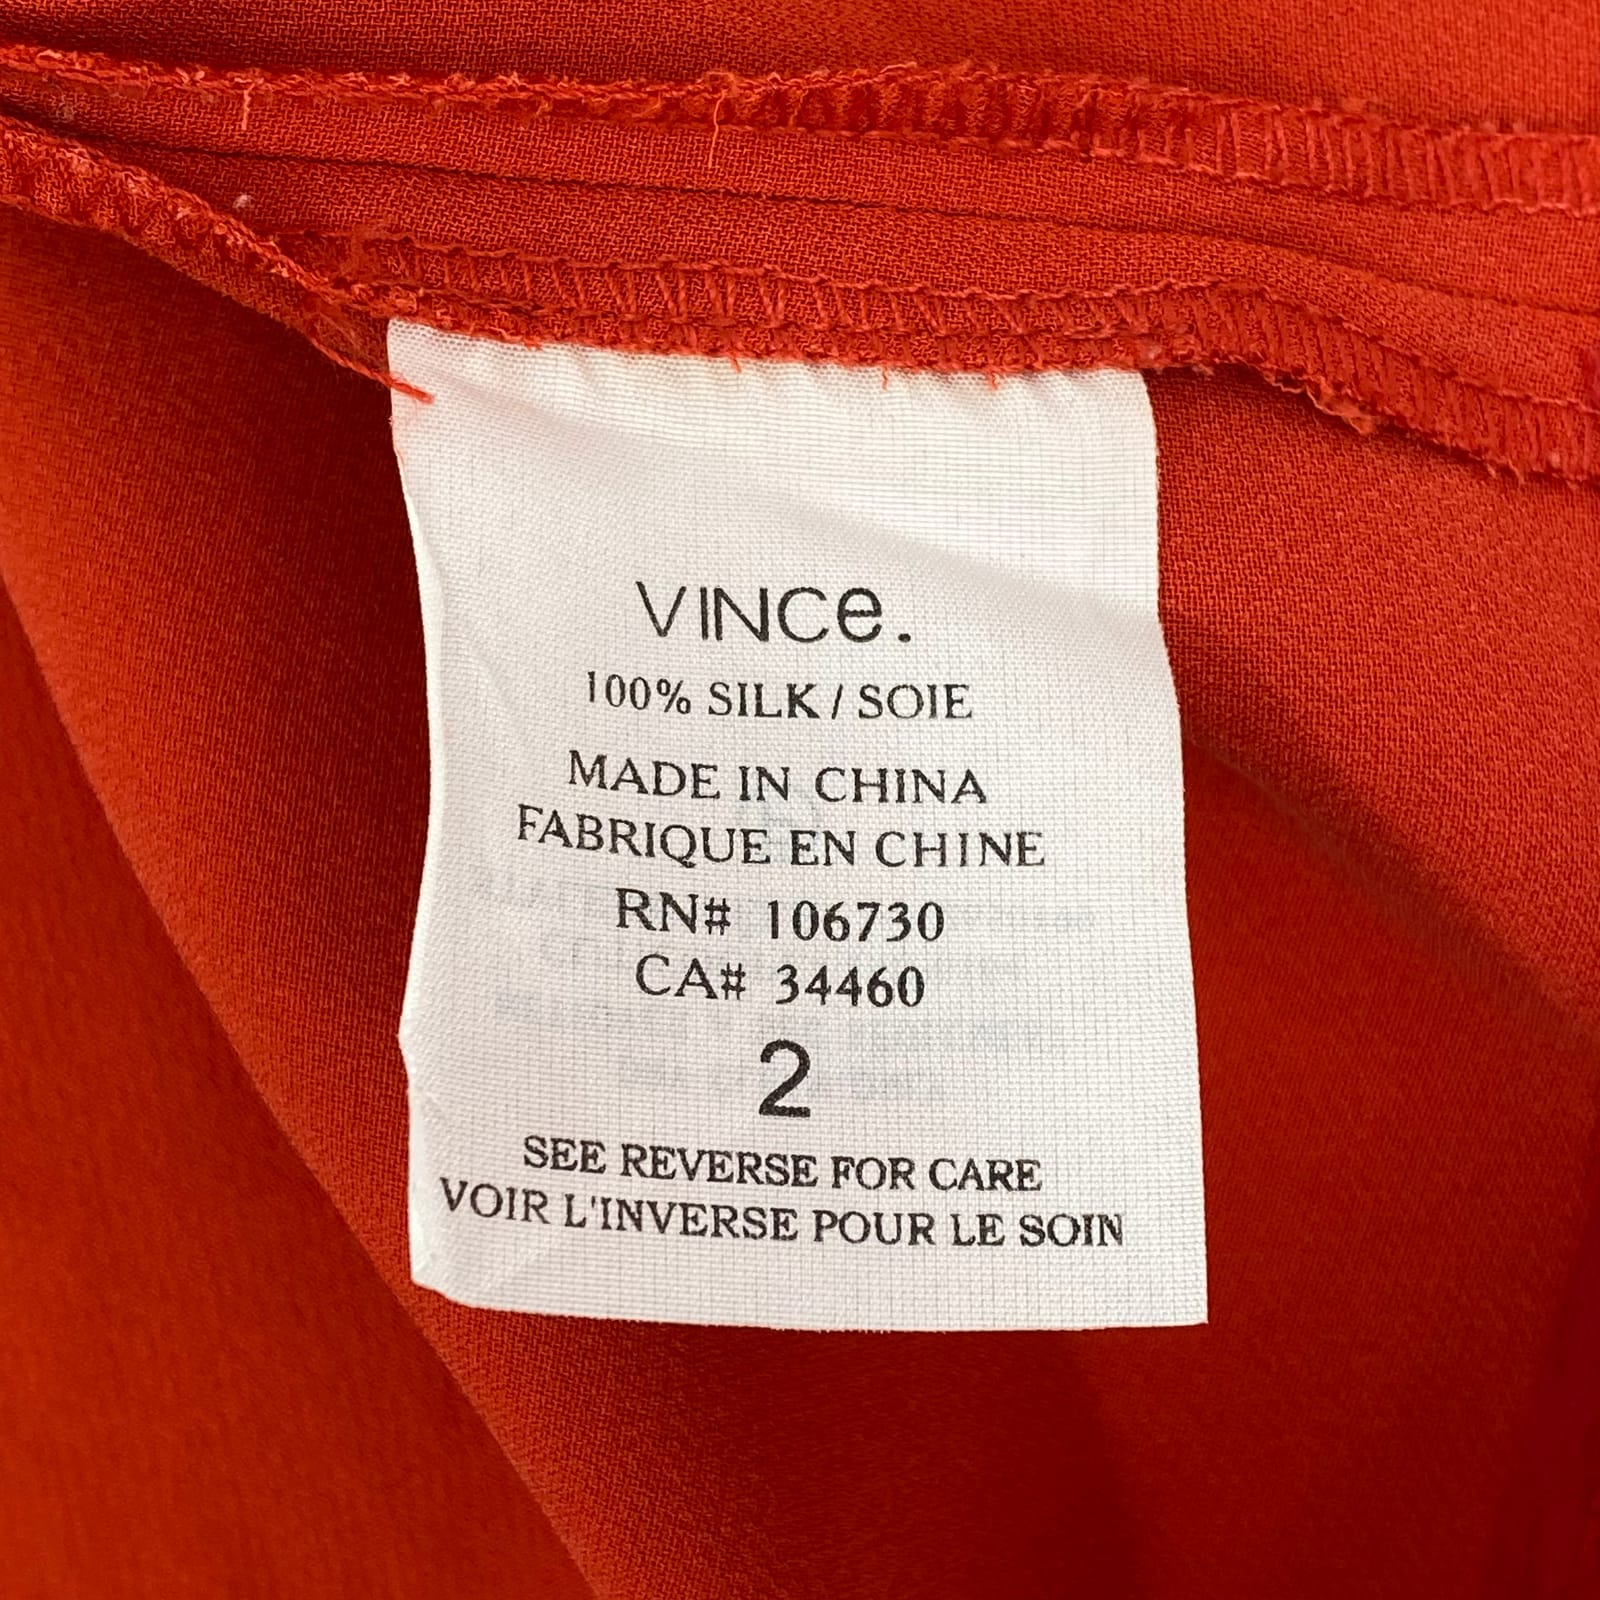 VINCe.
100% SILK / SOIE
MADE IN CHINA
FABRIQUE EN CHINE
RN# 106730
CA# 34460
2
SEE REVERSE FOR CARE
VOIR L'INVERSE POUR LE SOIN